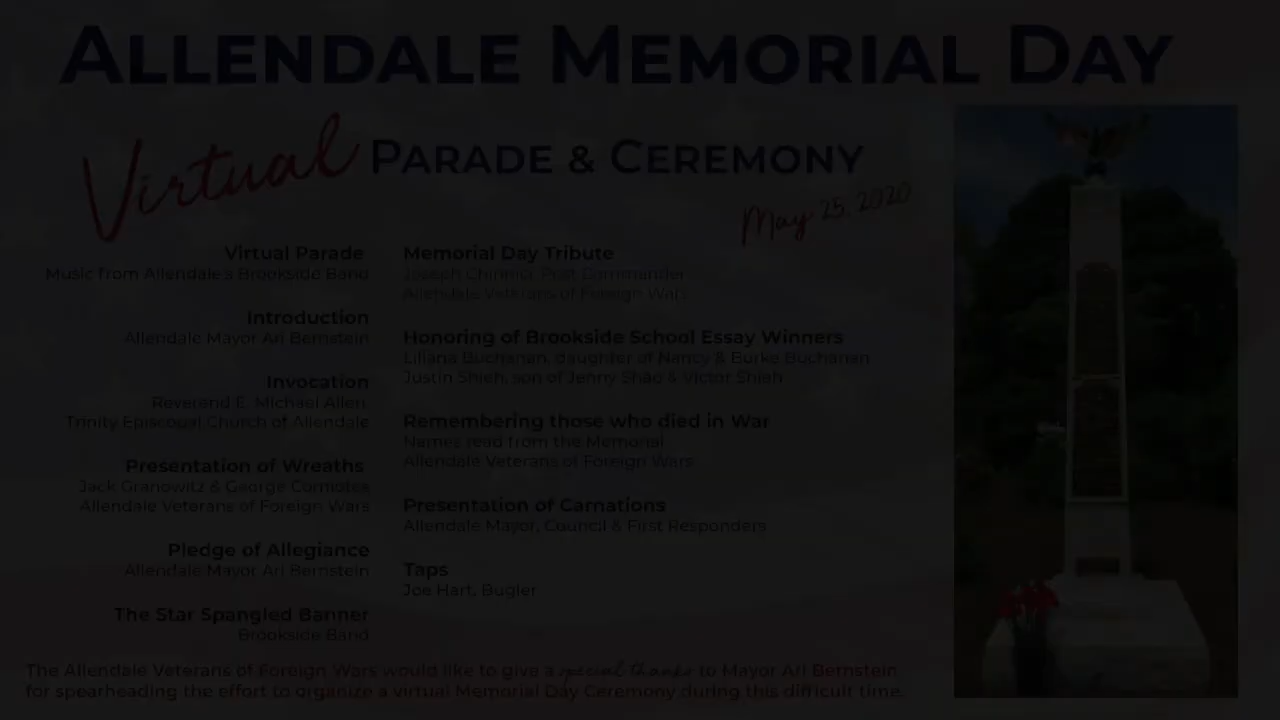 ALLENDALE MEMORIAL DAY
Virtual PARADE & CEREMONY
May 25, 2020
Virtual Parade
Music from Allendale's Brookside Band
Introduction
Allendale Mayor Ari Bernstein
Invocation
Reverend E. Michael Allen
Trinity Episcopal Church of Allendale
Presentation of Wreaths
Jack Granowitz & George
Allendale Veterans of Foreign Wars
Pledge of Allegiance
Allendale Mayor Ari Bernstein
The Star Spangled Banner
Brookside Band
Memorial Day Tribute
Joseph Post Commander
Allendale Veterans of Foreign Wars
Honoring of Brookside School Essay Winners
Liliana Buchanan, daughter of Nancy & Burke Buchanan
Justin Shieh, son of Jenny Shao & Victor Shieh
Remembering those who died in War
Names read from the Memorial
Allendale Veterans of Foreign Wars
Presentation of Carnations
Allendale Mayor, Council & First Responders
Taps
Joe Hart, Bugler
The Allendale Veterans of Foreign Wars would like to give a special thanks to Mayor Ari Bernstein
for spearheading the effort to organize a virtual Memorial Day Ceremony during this difficult time.